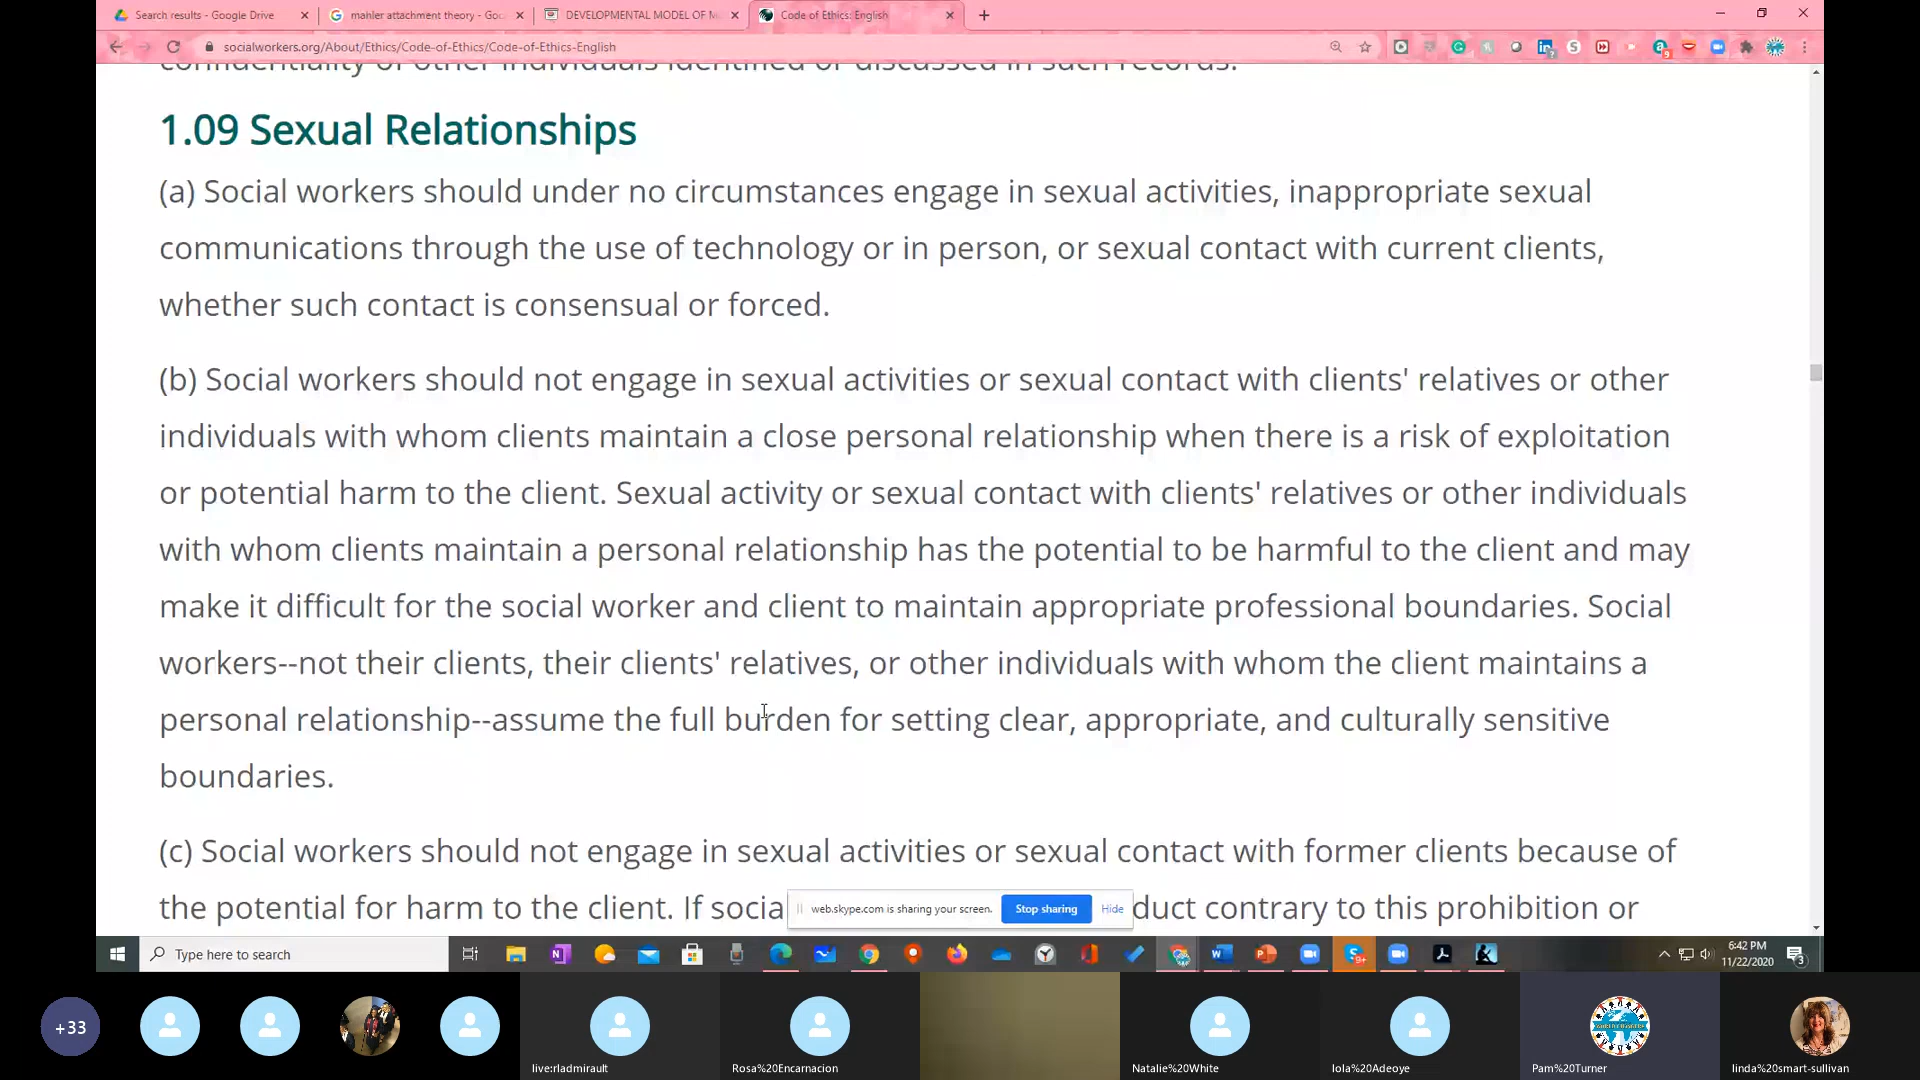 Search results - Google Drive
mahler attachment theory - Goo
DEVELOPMENTAL MODEL OF M
Code of Ethics: English
socialworkers.org/About/Ethics/Code-of-Ethics/Code-of-Ethics-English
confidentiality of other individuals identified or discussed in such records.
1.09 Sexual Relationships
(a) Social workers should under no circumstances engage in sexual activities, inappropriate sexual
communications through the use of technology or in person, or sexual contact with current clients,
whether such contact is consensual or forced.
(b) Social workers should not engage in sexual activities or sexual contact with clients' relatives or other
individuals with whom clients maintain a close personal relationship when there is a risk of exploitation
or potential harm to the client. Sexual activity or sexual contact with clients' relatives or other individuals
with whom clients maintain a personal relationship has the potential to be harmful to the client and may
make it difficult for the social worker and client to maintain appropriate professional boundaries. Social
workers--not their clients, their clients' relatives, or other individuals with whom the client maintains a
personal relationship--assume the full burden for setting clear, appropriate, and culturally sensitive
boundaries.
(c) Social workers should not engage in sexual activities or sexual contact with former clients because of
the potential for harm to the client. If socia
duct contrary to this prohibition or
web.skype.com is sharing your screen.
Stop sharing
Hide
Type here to search
6:42 PM
11/22/2020
+33
live:rladmirault
Rosa%20Encarnacion
Natalie%20White
lola%20Adeoye
Pam%20Turner
linda%20smart-sullivan